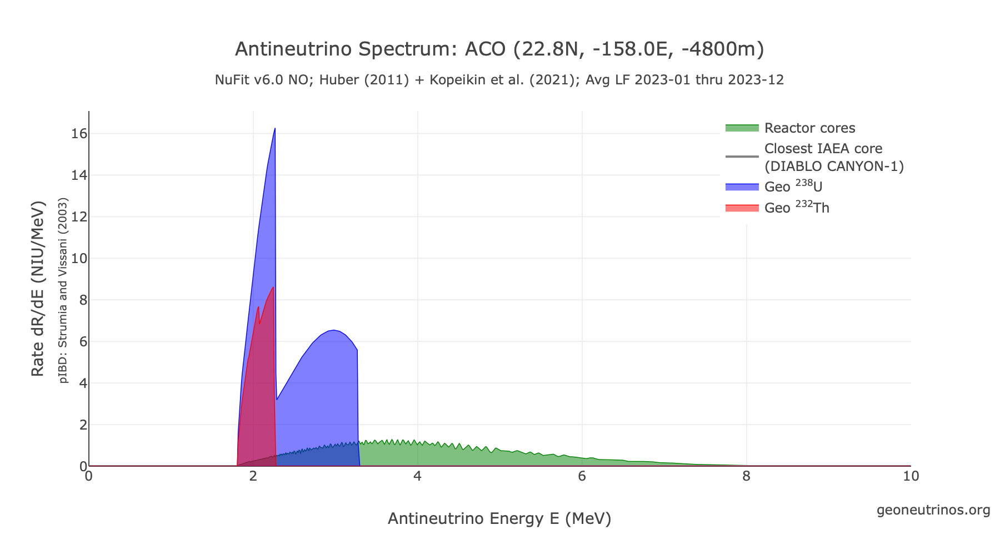 Antineutrino Spectrum: ACO (22.8N, -158.0E, -4800m)
NuFit v6.0 NO; Huber (2011) + Kopeikin et al. (2021); Avg LF 2023-01 thru 2023-12
Rate dR/dE (NIU/MeV)
pIBD: Strumia and Vissani (2003)
16
14
12
10
8
6
4
2
0
0 2 4 6 8 10
Antineutrino Energy E (MeV)
Reactor cores
Closest IAEA core
(DIABLO CANYON-1)
Geo ²³⁸U
Geo ²³²Th
geoneutrinos.org